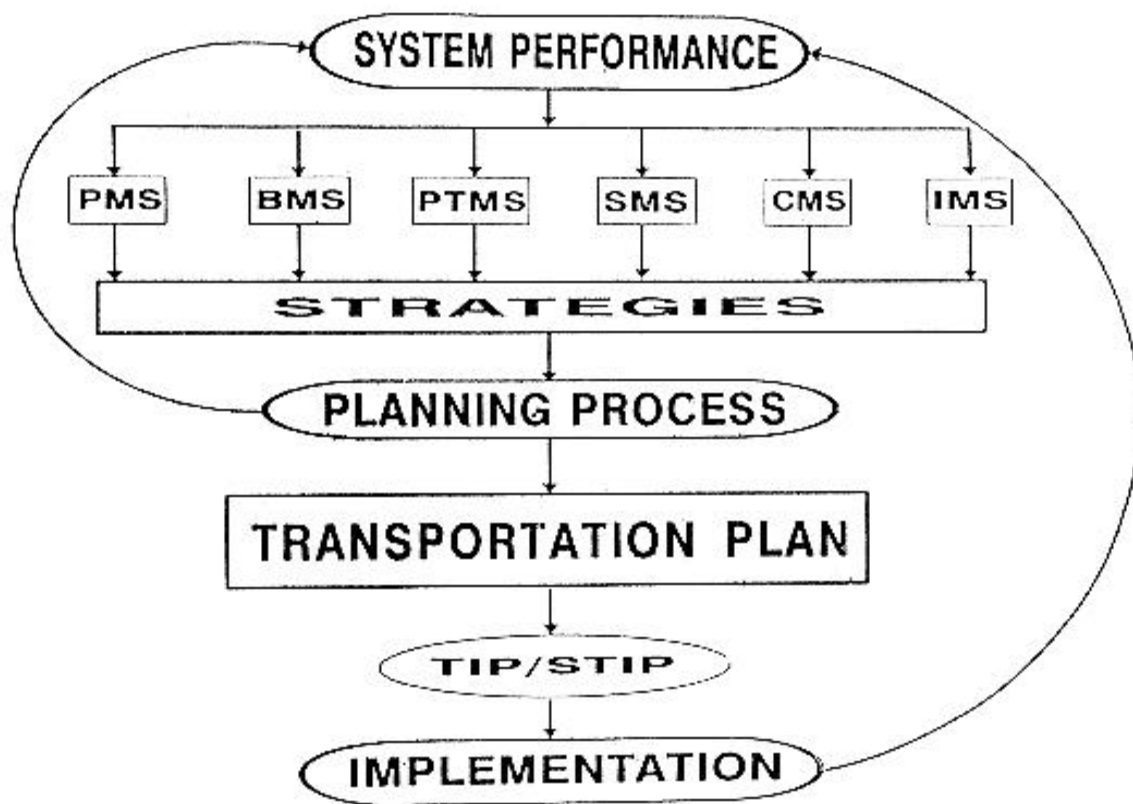 SYSTEM PERFORMANCE
PMS BMS PTMS SMS CMS IMS
STRATEGIES
PLANNING PROCESS
TRANSPORTATION PLAN
TIP/STIP
IMPLEMENTATION